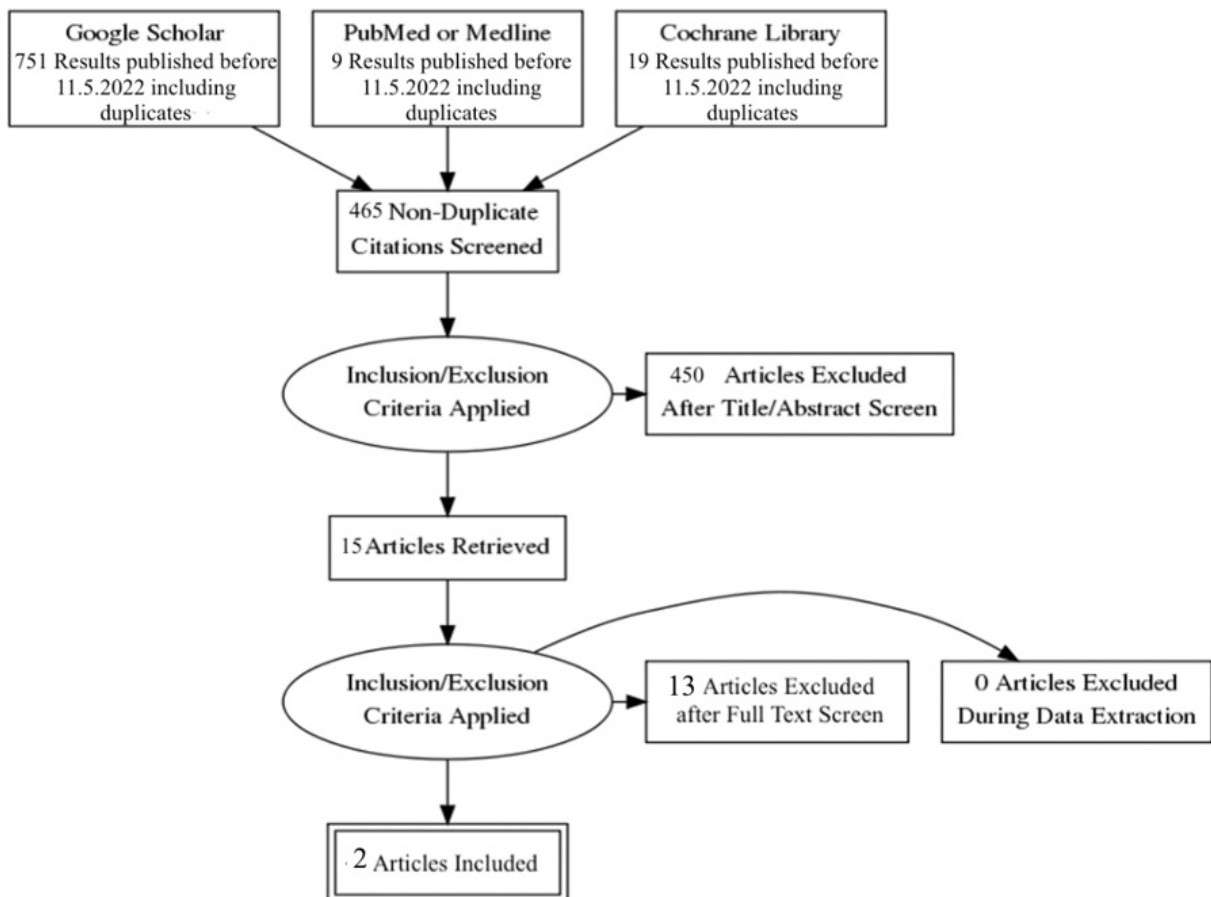 Google Scholar
751 Results published before
11.5.2022 including
duplicates
PubMed or Medline
9 Results published before
11.5.2022 including
duplicates
Cochrane Library
19 Results published before
11.5.2022 including
duplicates
465 Non-Duplicate
Citations Screened
Inclusion/Exclusion
Criteria Applied
450 Articles Excluded
After Title/Abstract Screen
15 Articles Retrieved
Inclusion/Exclusion
Criteria Applied
13 Articles Excluded
after Full Text Screen
0 Articles Excluded
During Data Extraction
2 Articles Included